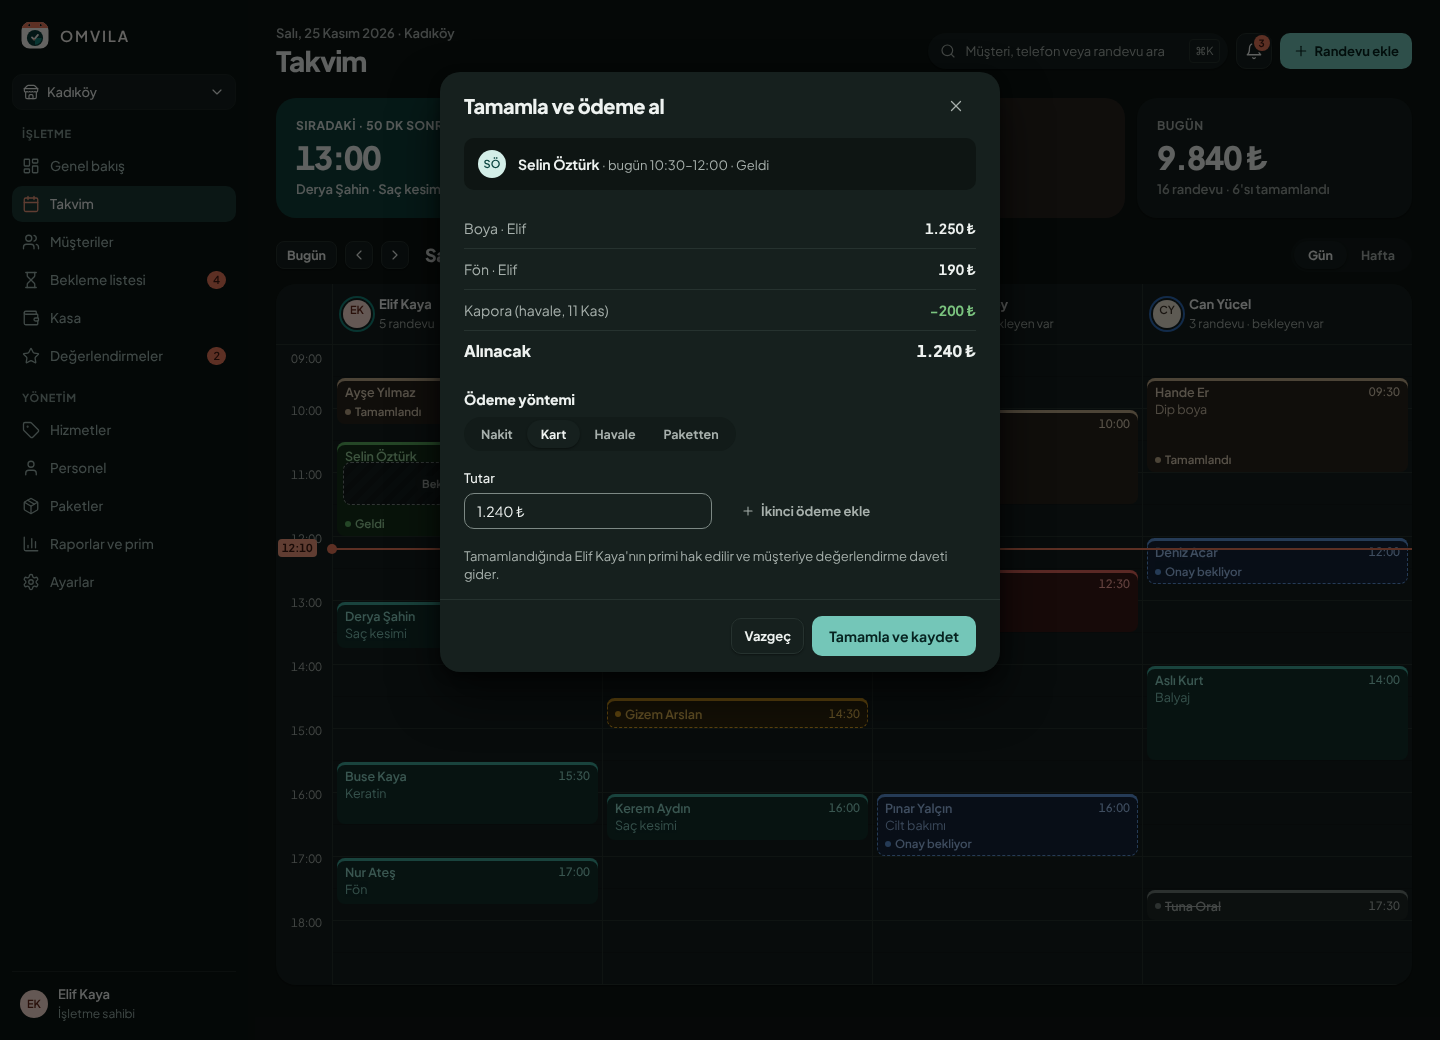 OMVILA
Salı, 25 Kasım 2026 · Kadıköy
Takvim
Müşteri, telefon veya randevu ara
⌘K
3
+ Randevu ekle
Kadıköy
İŞLETME
Genel bakış
Takvim
Müşteriler
Bekleme listesi
4
Kasa
Değerlendirmeler
2
YÖNETİM
Hizmetler
Personel
Paketler
Raporlar ve prim
Ayarlar
EK
Elif Kaya
İşletme sahibi
SIRADAKİ · 50 DK
13:00
Derya Şahin · Saç
BUGÜN
9.840 ₺
16 randevu · 6'sı tamamlandı
Bugün
Gün
Hafta
EK
Elif Kaya
5 randevu
kleyen var
CY
Can Yücel
3 randevu · bekleyen var
09:00
10:00
11:00
12:00
12:10
13:00
14:00
15:00
16:00
17:00
18:00
Ayşe Yılmaz
Tamamlandı
Selin Öztürk
Geldi
Derya Şahin
Saç kesimi
Buse Kaya
15:30
Keratin
Nur Ateş
17:00
Fön
Gizem Arslan
14:30
Kerem Aydın
16:00
Saç kesimi
10:00
12:30
Pınar Yalçın
16:00
Cilt bakımı
Onay bekliyor
Hande Er
09:30
Dip boya
Tamamlandı
Deniz Acar
12:00
Onay bekliyor
Aslı Kurt
14:00
Balyaj
Tuna Oral
17:30
Tamamla ve ödeme al
SÖ
Selin Öztürk · bugün 10:30–12:00 · Geldi
Boya · Elif
1.250 ₺
Fön · Elif
190 ₺
Kapora (havale, 11 Kas)
−200 ₺
Alınacak
1.240 ₺
Ödeme yöntemi
Nakit
Kart
Havale
Paketten
Tutar
1.240 ₺
+ İkinci ödeme ekle
Tamamlandığında Elif Kaya'nın primi hak edilir ve müşteriye değerlendirme daveti
gider.
Vazgeç
Tamamla ve kaydet